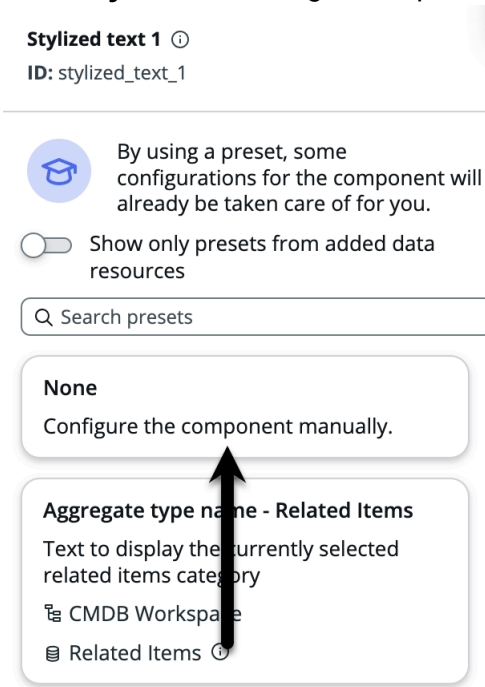 Stylized text 1
ID: stylized_text_1
By using a preset, some
configurations for the component will
already be taken care of for you.
Show only presets from added data
resources
Search presets
None
Configure the component manually.
Aggregate type name - Related Items
Text to display the currently selected
related items category
CMDB Workspace
Related Items